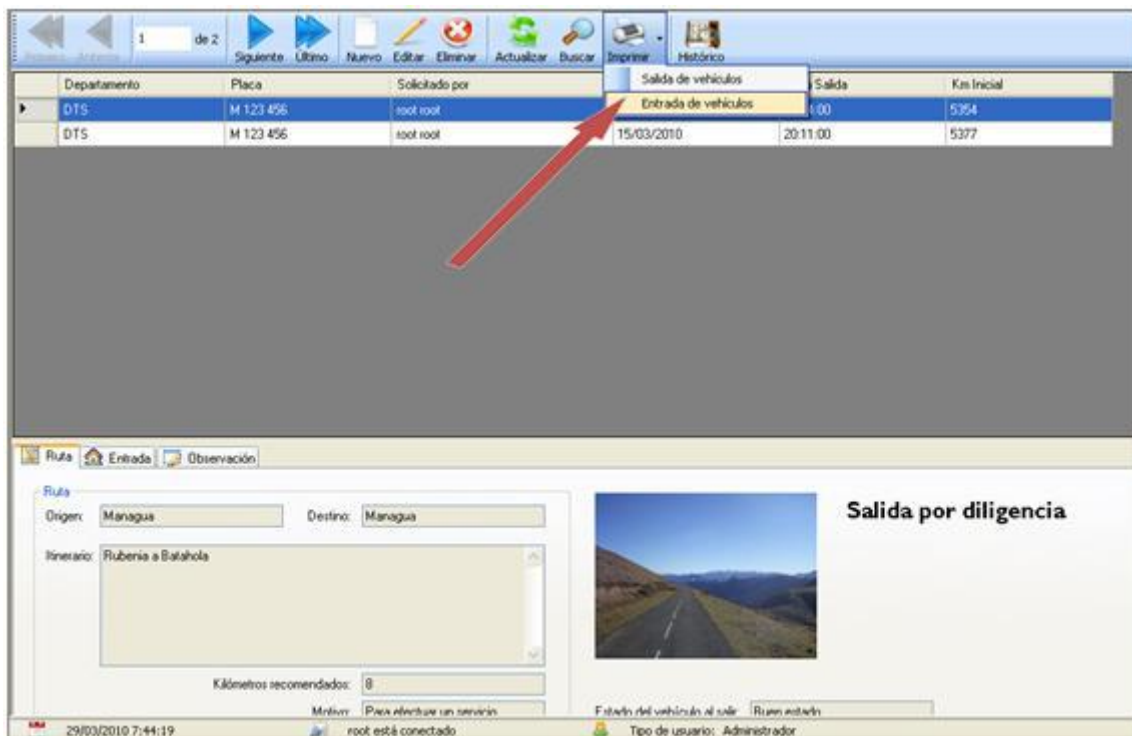 1 de 2 Siguiente Último Nuevo Editar Eliminar Actualizar Buscar Imprimir Histórico
Salida de vehículos
Entrada de vehículos
Departamento Placa Solicitado por Salida Km Inicial
DTS M 123 456 root root :00 5354
DTS M 123 456 root root 15/03/2010 20:11:00 5377
Ruta Entrada Observación
Ruta
Origen: Managua Destino: Managua
Salida por diligencia
Itinerario: Rubenia a Batahola
Kilómetros recomendados: 8
Motivo: Para efectuar un servicio Estado del vehículo al salir: Buen estado
29/03/2010 7:44:19 root está conectado Tipo de usuario: Administrador